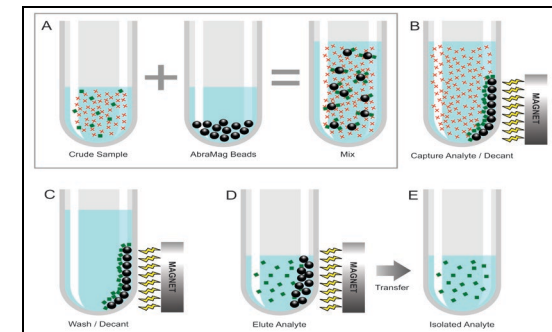 A
Crude Sample
AbraMag Beads
Mix
B
MAGNET
Capture Analyte / Decant
C
MAGNET
Wash / Decant
D
MAGNET
Elute Analyte
Transfer
E
Isolated Analyte